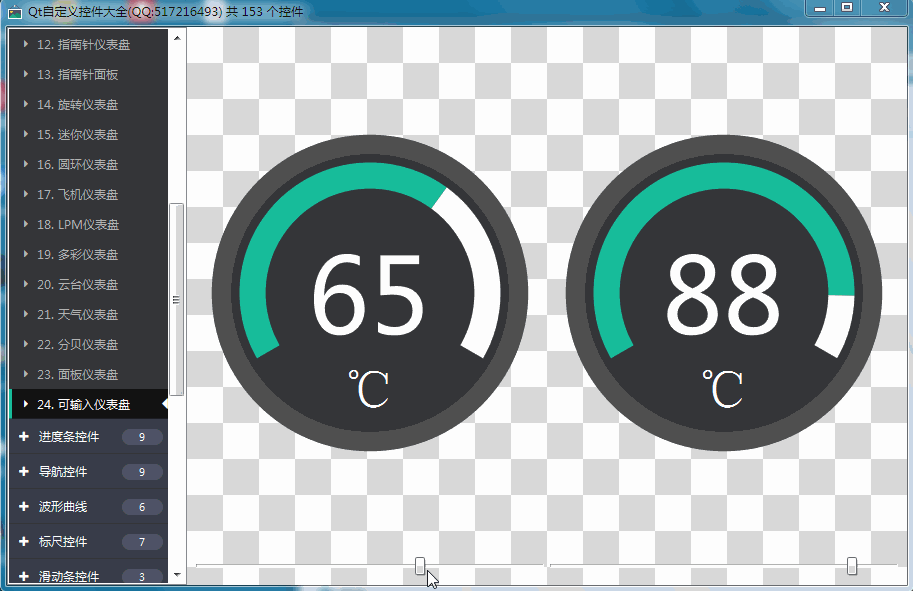 Qt自定义控件大全(QQ:517216493) 共 153 个控件
12. 指南针仪表盘
13. 指南针面板
14. 旋转仪表盘
15. 迷你仪表盘
16. 圆环仪表盘
17. 飞机仪表盘
18. LPM仪表盘
19. 多彩仪表盘
20. 云台仪表盘
21. 天气仪表盘
22. 分贝仪表盘
23. 面板仪表盘
24. 可输入仪表盘
进度条控件 9
导航控件 9
波形曲线 6
标尺控件 7
滑动条控件 3
65
℃
88
℃